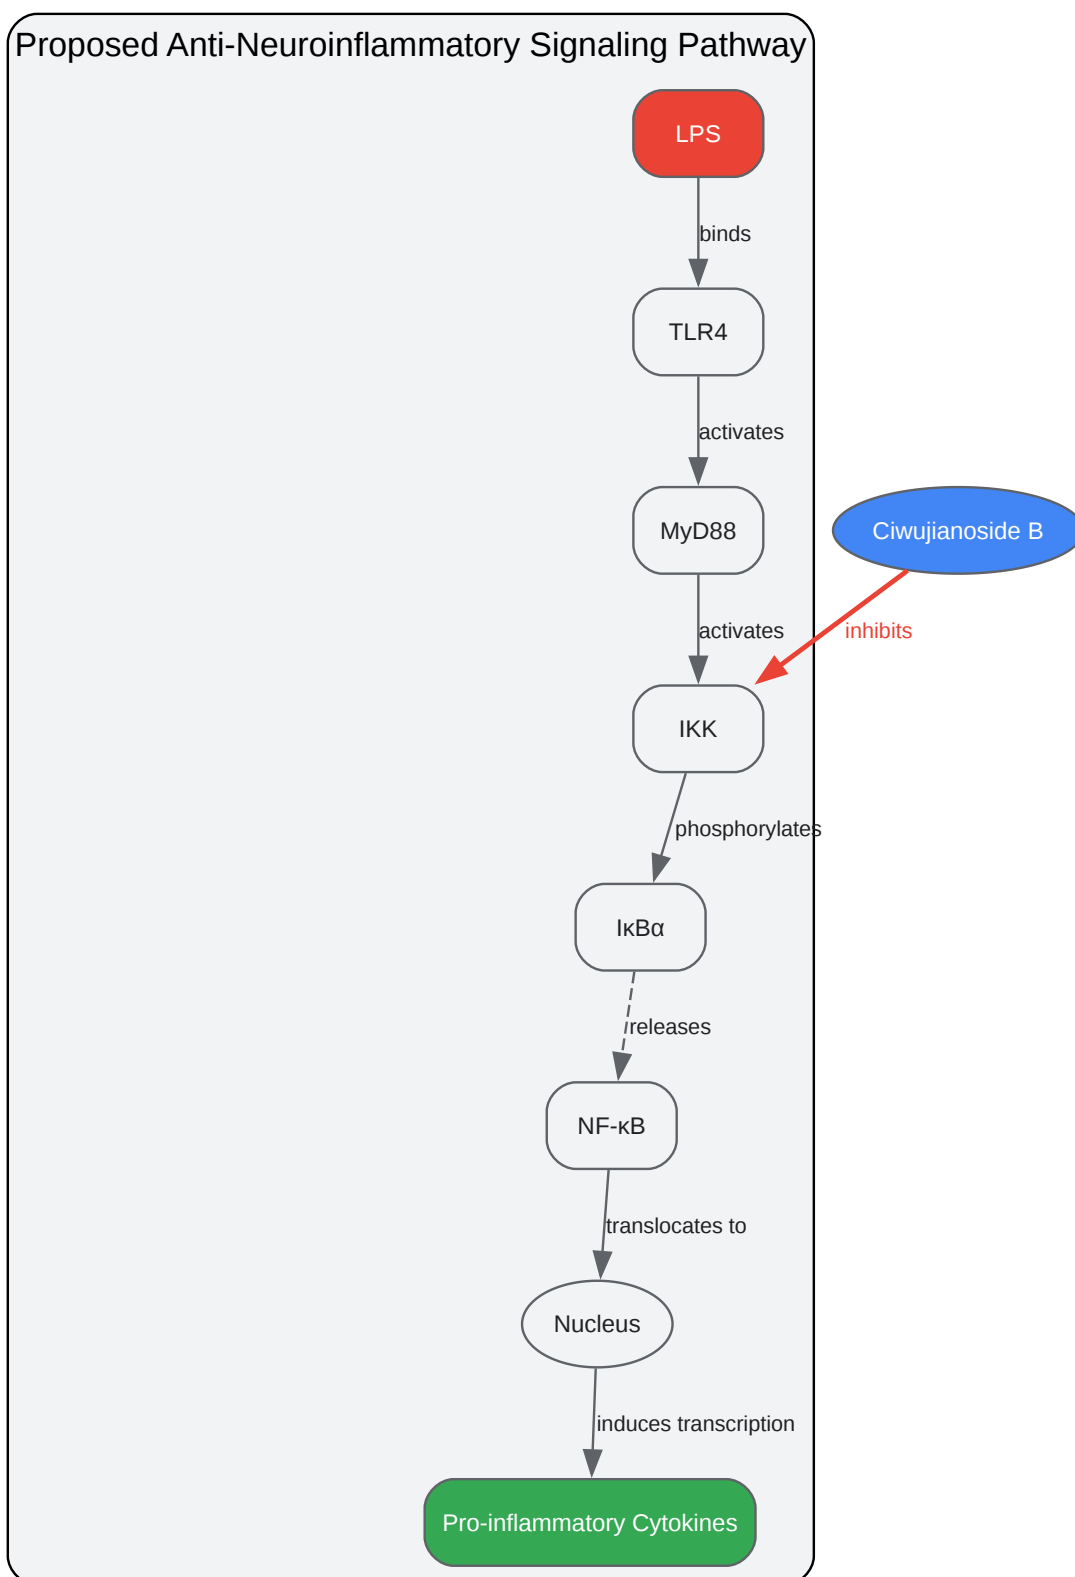 Proposed Anti-Neuroinflammatory Signaling Pathway
LPS
binds
TLR4
activates
MyD88
Ciwujianoside B
activates
inhibits
IKK
phosphorylates
IκBα
releases
NF-κB
translocates to
Nucleus
induces transcription
Pro-inflammatory Cytokines